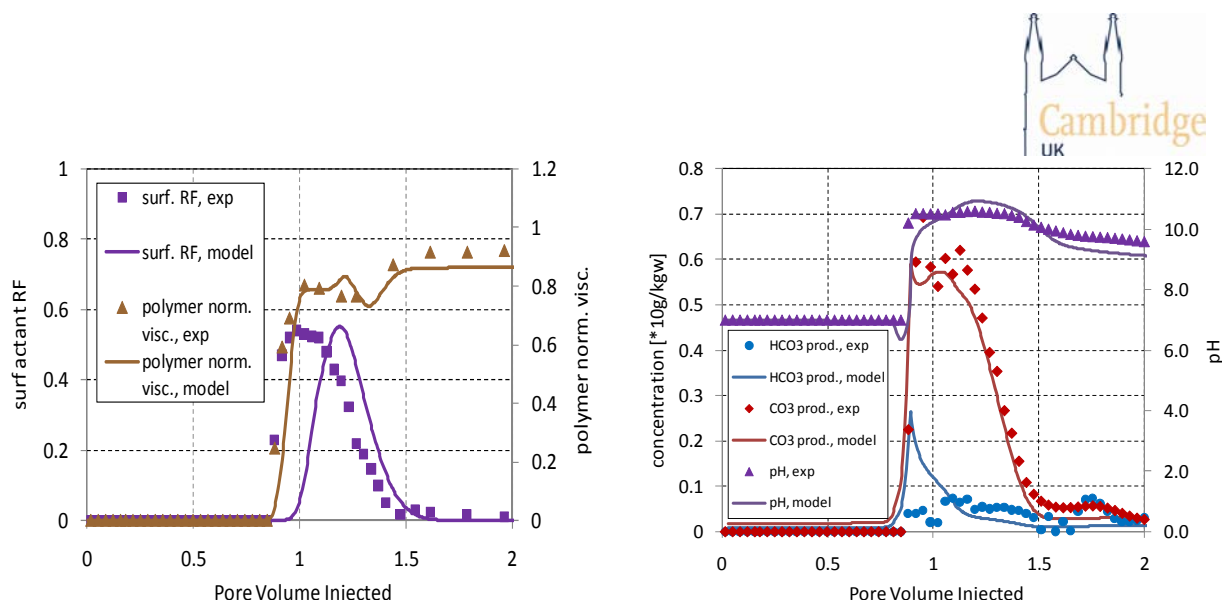 Cambridge
UK
1
0.8
0.6
0.4
0.2
0
surf actant RF
surf. RF, exp
surf. RF, model
polymer norm.
visc., exp
polymer norm.
visc., model
1.2
1
0.8
0.6
0.4
0.2
0
polymer norm. visc.
0 0.5 1 1.5 2
Pore Volume Injected
0.8
0.7
0.6
0.5
0.4
0.3
0.2
0.1
0
concentration [*10g/kgw]
HCO3 prod., exp
HCO3 prod., model
CO3 prod., exp
CO3 prod., model
pH, exp
pH, model
12.0
10.0
8.0
6.0
4.0
2.0
0.0
pH
0 0.5 1 1.5 2
Pore Volume Injected